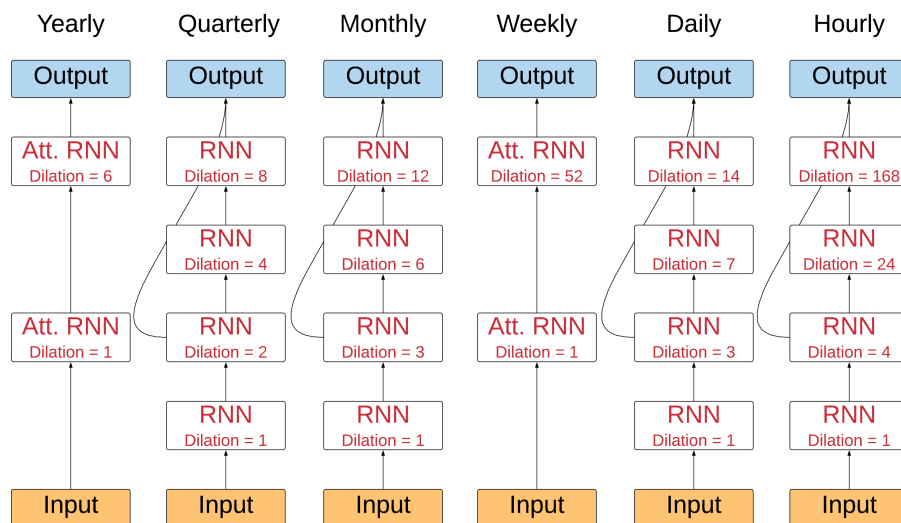 Yearly Quarterly Monthly Weekly Daily Hourly
Output Output Output Output Output Output
Att. RNN RNN RNN Att. RNN RNN RNN
Dilation = 6 Dilation = 8 Dilation = 12 Dilation = 52 Dilation = 14 Dilation = 168
RNN RNN RNN RNN
Dilation = 4 Dilation = 6 Dilation = 7 Dilation = 24
Att. RNN RNN RNN Att. RNN RNN RNN
Dilation = 1 Dilation = 2 Dilation = 3 Dilation = 1 Dilation = 3 Dilation = 4
RNN RNN RNN RNN
Dilation = 1 Dilation = 1 Dilation = 1 Dilation = 1
Input Input Input Input Input Input